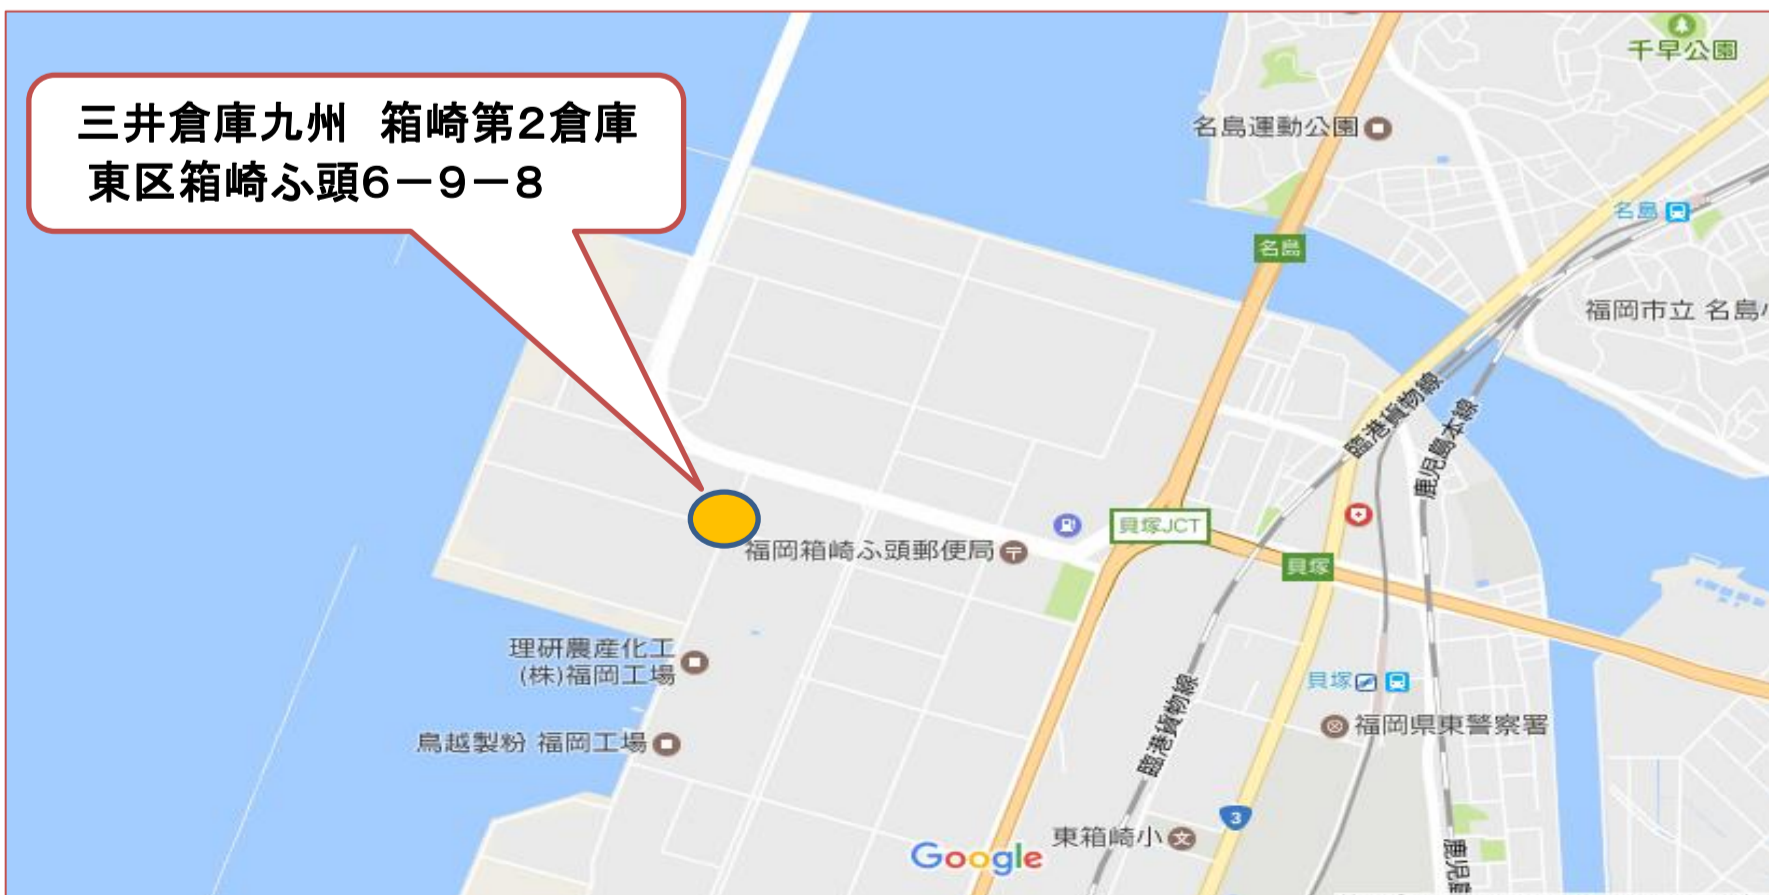 三井倉庫九州　箱崎第2倉庫
東区箱崎ふ頭6－9－8
千早公園
名島運動公園
名島
名島
福岡市立 名島小
臨港貨物線
鹿児島本線
貝塚JCT
福岡箱崎ふ頭郵便局
貝塚
理研農産化工
(株)福岡工場
貝塚
臨港貨物線
福岡県東警察署
鳥越製粉 福岡工場
3
東箱崎小
文
Google
鹿児島